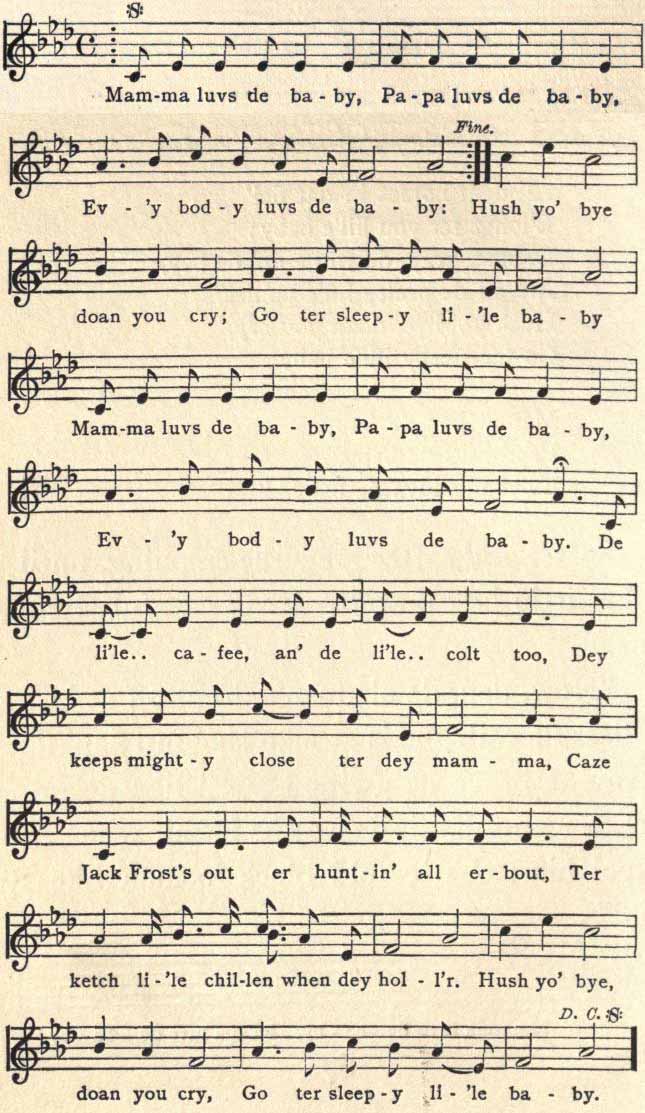 Mam-ma luvs de ba-by, Pa-pa luvs de ba-by,
Fine.
Ev-'y bod-y luvs de ba-by: Hush yo' bye
doan you cry; Go ter sleep-y li-'le ba-by
Mam-ma luvs de ba-by, Pa-pa luvs de ba-by,
Ev-'y bod-y luvs de ba-by. De
li'le.. ca-fee, an' de li'le.. colt too, Dey
keeps might-y close ter dey mam-ma, Caze
Jack Frost's out er hunt-in' all er-bout, Ter
ketch li-'le chil-len when dey hol-l'r. Hush yo' bye,
D. C. :S:
doan you cry, Go ter sleep-y li-'le ba-by.